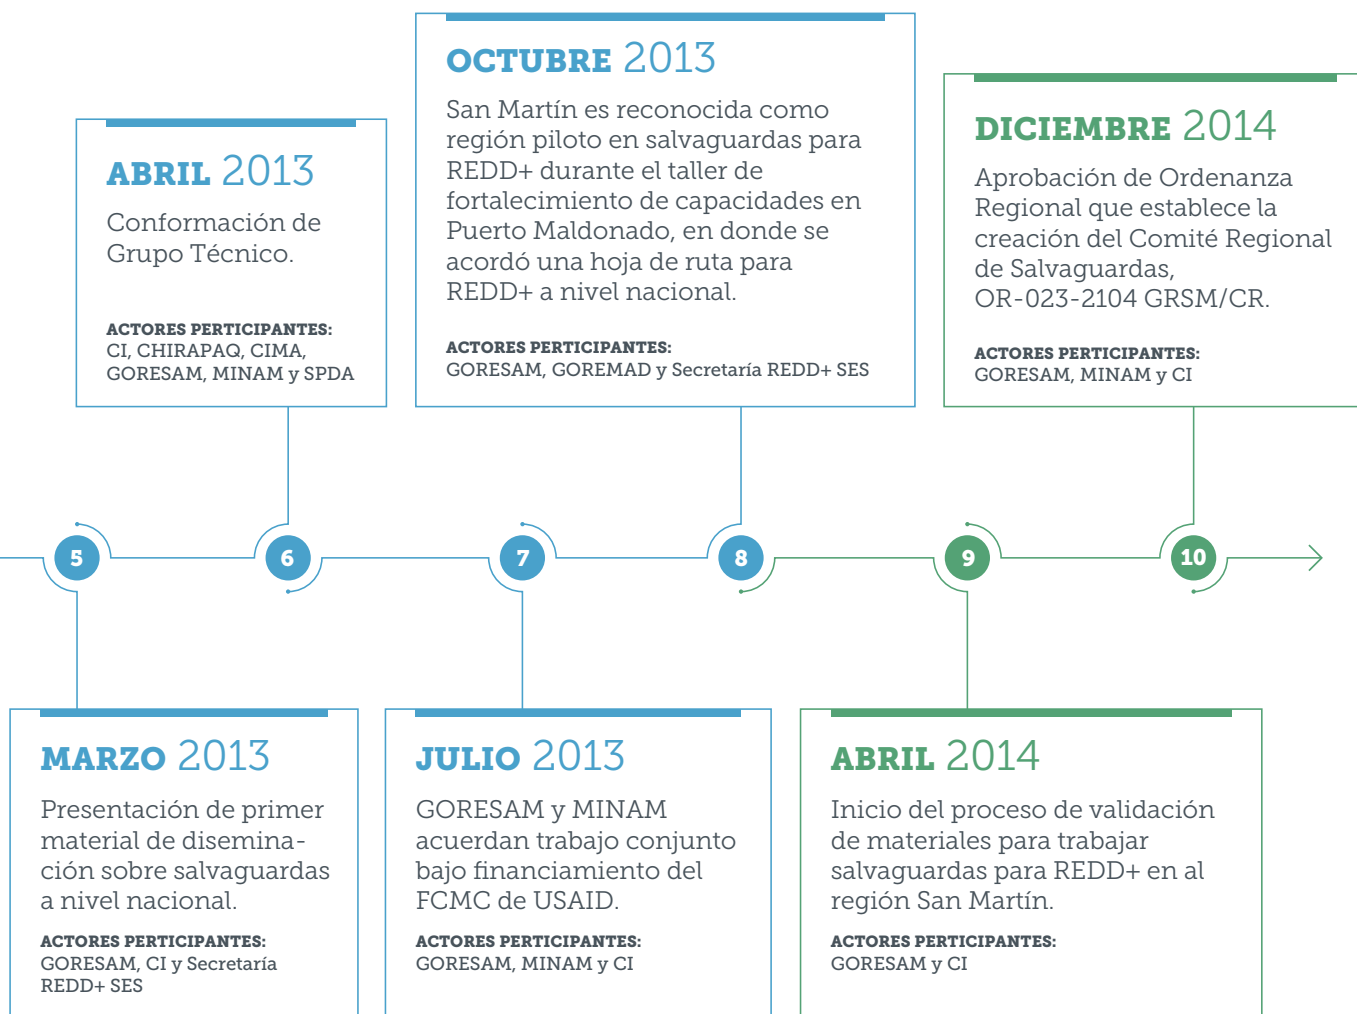 ABRIL 2013
Conformación de
Grupo Técnico.
ACTORES PERTICIPANTES:
CI, CHIRAPAQ, CIMA,
GORESAM, MINAM y SPDA
OCTUBRE 2013
San Martín es reconocida como
región piloto en salvaguardas para
REDD+ durante el taller de
fortalecimiento de capacidades en
Puerto Maldonado, en donde se
acordó una hoja de ruta para
REDD+ a nivel nacional.
ACTORES PERTICIPANTES:
GORESAM, GOREMAD y Secretaría REDD+ SES
DICIEMBRE 2014
Aprobación de Ordenanza
Regional que establece la
creación del Comité Regional
de Salvaguardas,
OR-023-2104 GRSM/CR.
ACTORES PERTICIPANTES:
GORESAM, MINAM y CI
5
6
7
8
9
10
MARZO 2013
Presentación de primer
material de disemina-
ción sobre salvaguardas
a nivel nacional.
ACTORES PERTICIPANTES:
GORESAM, CI y Secretaría
REDD+ SES
JULIO 2013
GORESAM y MINAM
acuerdan trabajo conjunto
bajo financiamiento del
FCMC de USAID.
ACTORES PERTICIPANTES:
GORESAM, MINAM y CI
ABRIL 2014
Inicio del proceso de validación
de materiales para trabajar
salvaguardas para REDD+ en al
región San Martín.
ACTORES PERTICIPANTES:
GORESAM y CI